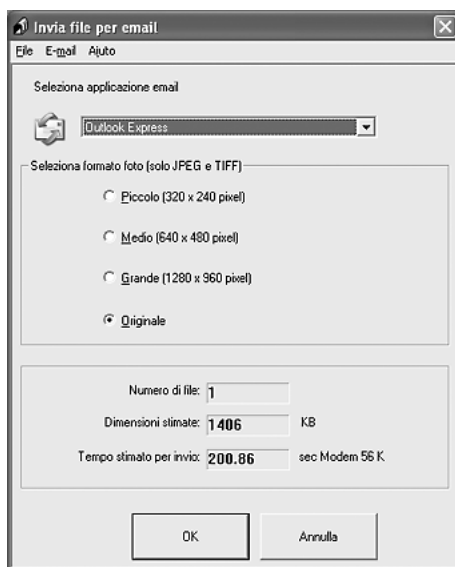 Invia file per email
File E-mail Ajuto
Seleziona applicazione email
Outlook Express
Seleziona formato foto (solo JPEG e TIFF)
Piccolo (320 x 240 pixel)
Medio (640 x 480 pixel)
Grande (1280 x 960 pixel)
Originale
Numero di file: 1
Dimensioni stimate: 1406 KB
Tempo stimato per invio: 200.86 sec Modem 56 K
OK Annulla